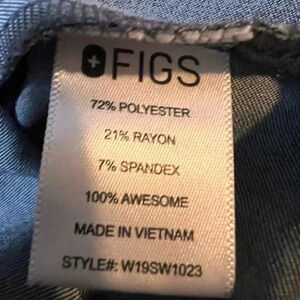 FIGS
72% POLYESTER
21% RAYON
7% SPANDEX
100% AWESOME
MADE IN VIETNAM
STYLE#: W19SW1023